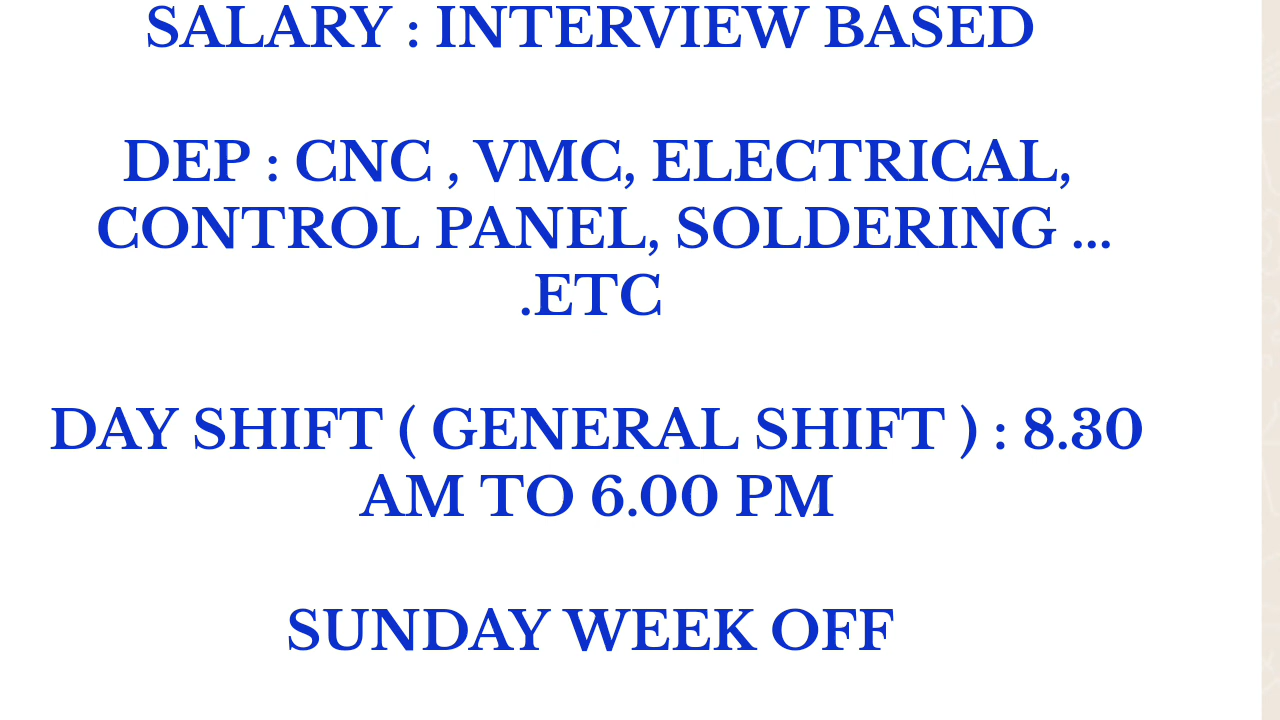 SALARY : INTERVIEW BASED
DEP : CNC , VMC, ELECTRICAL,
CONTROL PANEL, SOLDERING ...
.ETC
DAY SHIFT ( GENERAL SHIFT ) : 8.30
AM TO 6.00 PM
SUNDAY WEEK OFF